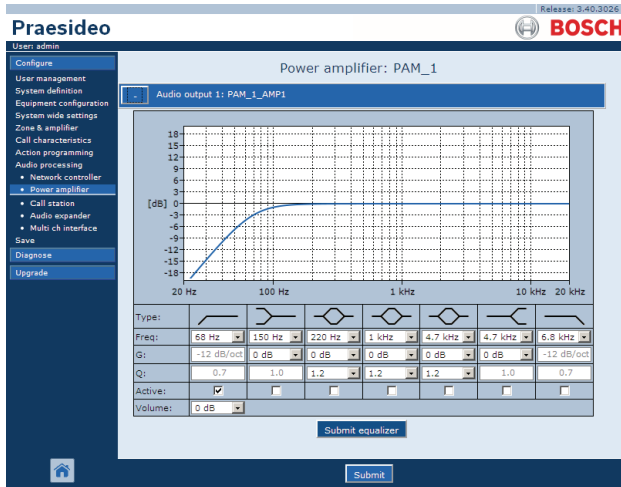 Release: 3.40.3026
Praesideo
BOSCH
User: admin
Configure
User management
System definition
Equipment configuration
System wide settings
Zone & amplifier
Call characteristics
Action programming
Audio processing
• Network controller
• Power amplifier
• Call station
• Audio expander
• Multi ch interface
Save
Diagnose
Upgrade
Power amplifier: PAM_1
- Audio output 1: PAM_1_AMP1
18
15
12
9
6
3
[dB] 0
-3
-6
-9
-12
-15
-18
20 Hz 100 Hz 1 kHz 10 kHz 20 kHz
Type:
Freq: 68 Hz 150 Hz 220 Hz 1 kHz 4.7 kHz 4.7 kHz 6.8 kHz
G: -12 dB/oct 0 dB 0 dB 0 dB 0 dB 0 dB -12 dB/oct
Q: 0.7 1.0 1.2 1.2 1.2 1.0 0.7
Active:
Volume: 0 dB
Submit equalizer
Submit